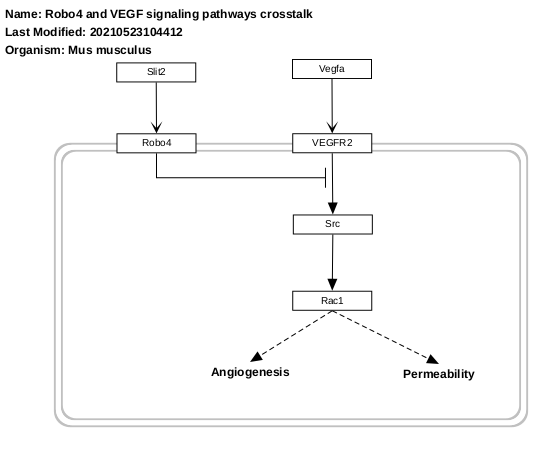 Name: Robo4 and VEGF signaling pathways crosstalk
Last Modified: 20210523104412
Organism: Mus musculus
Slit2
Vegfa
Robo4
VEGFR2
Src
Rac1
Angiogenesis
Permeability